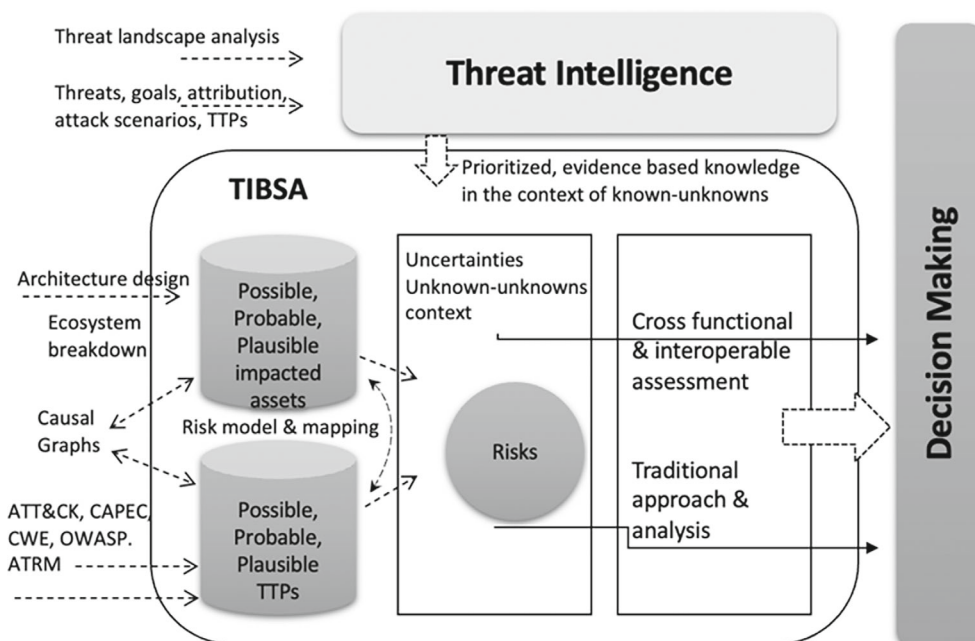 Threat landscape analysis
Threats, goals, attribution,
attack scenarios, TTPs
Threat Intelligence
Prioritized, evidence based knowledge
in the context of known-unknowns
TIBSA
Architecture design
Ecosystem
breakdown
Causal
Graphs
ATT&CK, CAPEC,
CWE, OWASP.
ATRM
Possible,
Probable,
Plausible
impacted
assets
Risk model & mapping
Possible,
Probable,
Plausible
TTPs
Uncertainties
Unknown-unknowns
context
Risks
Cross functional
& interoperable
assessment
Traditional
approach &
analysis
Decision Making